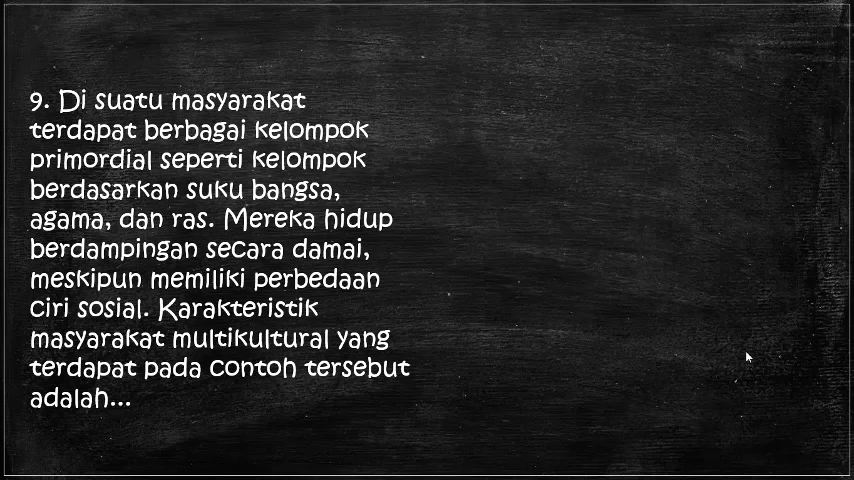 9. Di suatu masyarakat
terdapat berbagai kelompok
primordial seperti kelompok
berdasarkan suku bangsa,
agama, dan ras. Mereka hidup
berdampingan secara damai,
meskipun memiliki perbedaan
ciri sosial. Karakteristik
masyarakat multikultural yang
terdapat pada contoh tersebut
adalah...